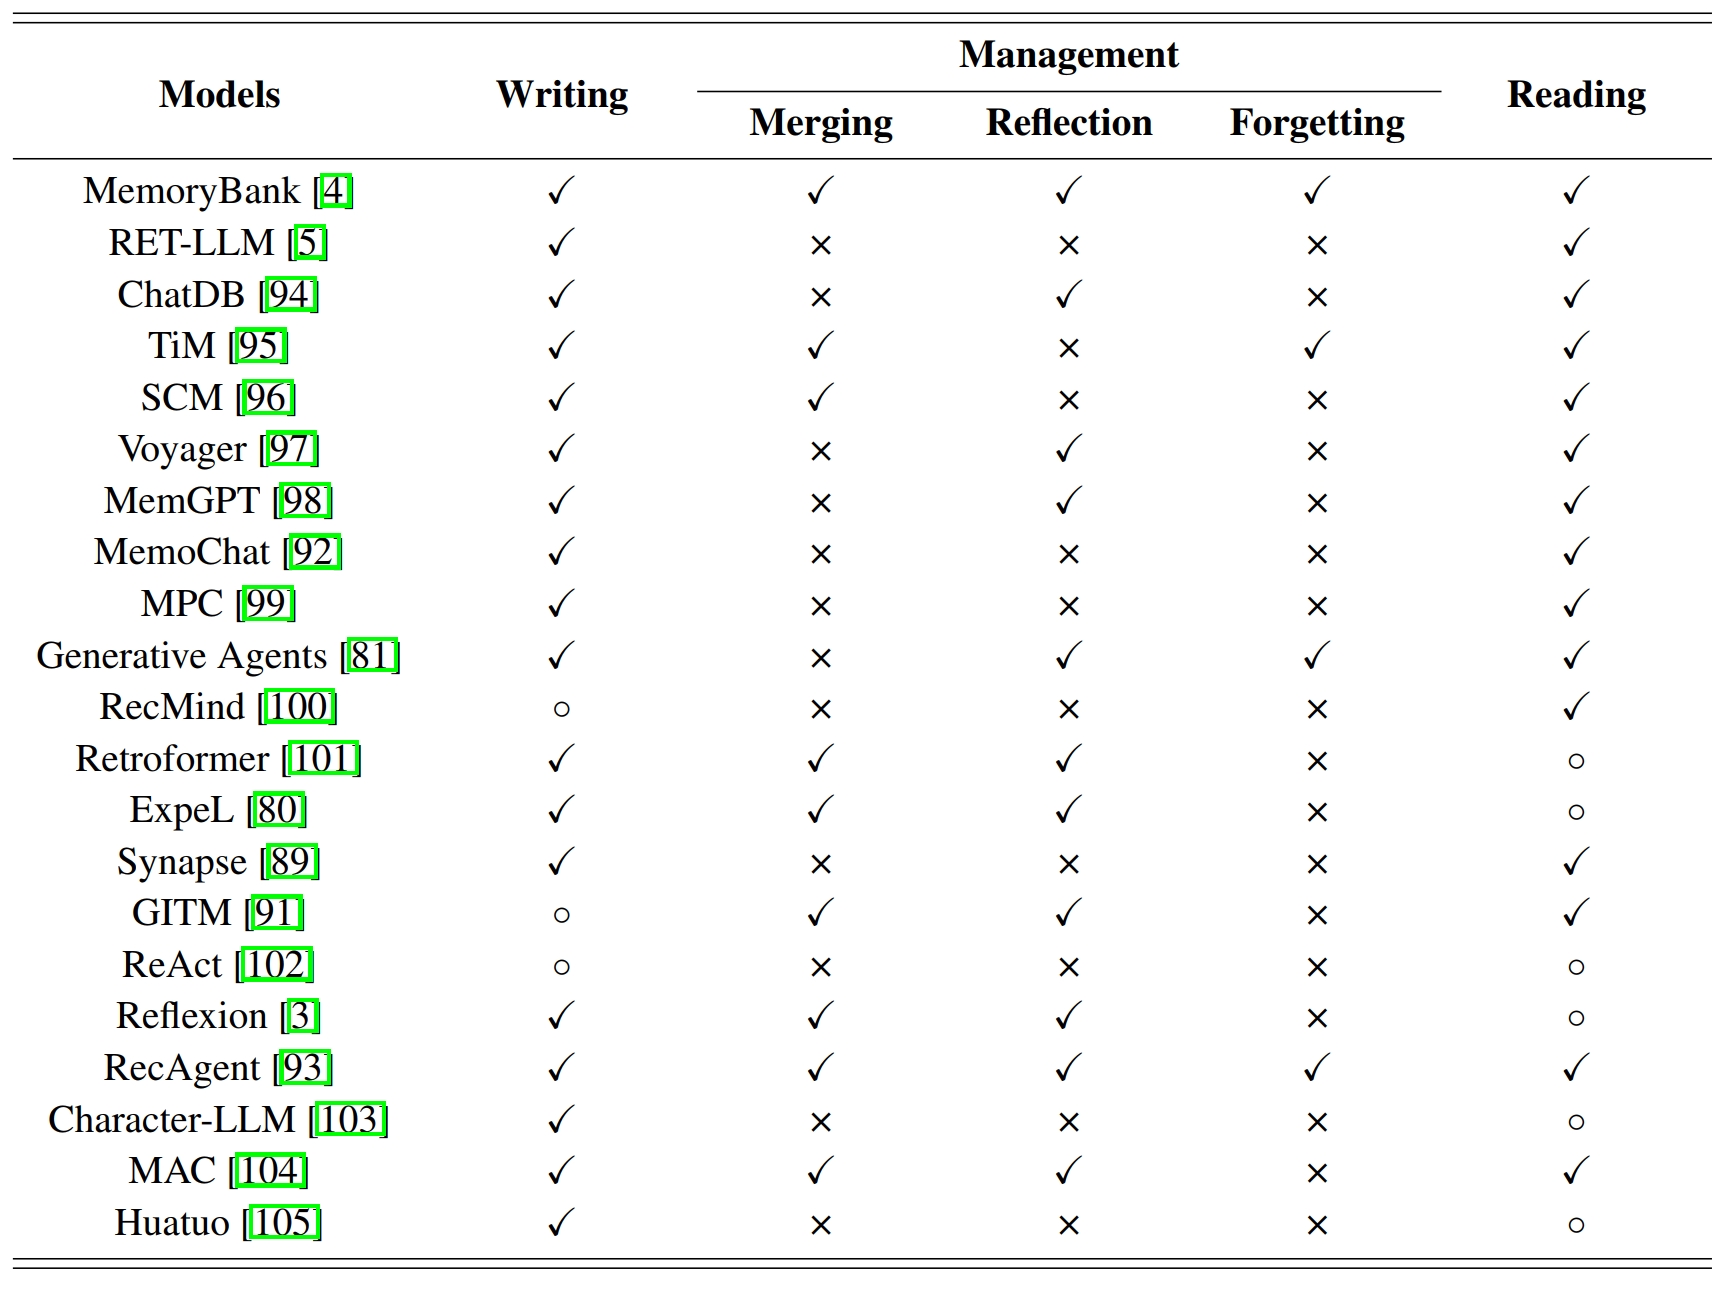 Management
Models Writing Reading
Merging Reflection Forgetting
MemoryBank [4] ✓ ✓ ✓ ✓ ✓
RET-LLM [5] ✓ × × × ✓
ChatDB [94] ✓ × ✓ × ✓
TiM [95] ✓ ✓ × ✓ ✓
SCM [96] ✓ ✓ × × ✓
Voyager [97] ✓ × ✓ × ✓
MemGPT [98] ✓ × ✓ × ✓
MemoChat [92] ✓ × × × ✓
MPC [99] ✓ × × × ✓
Generative Agents [81] ✓ × ✓ ✓ ✓
RecMind [100] ○ × × × ✓
Retroformer [101] ✓ ✓ ✓ × ○
ExpeL [80] ✓ ✓ ✓ × ○
Synapse [89] ✓ × × × ✓
GITM [91] ○ ✓ ✓ × ✓
ReAct [102] ○ × × × ○
Reflexion [3] ✓ ✓ ✓ × ○
RecAgent [93] ✓ ✓ ✓ ✓ ✓
Character-LLM [103] ✓ × × × ○
MAC [104] ✓ ✓ ✓ × ✓
Huatuo [105] ✓ × × × ○